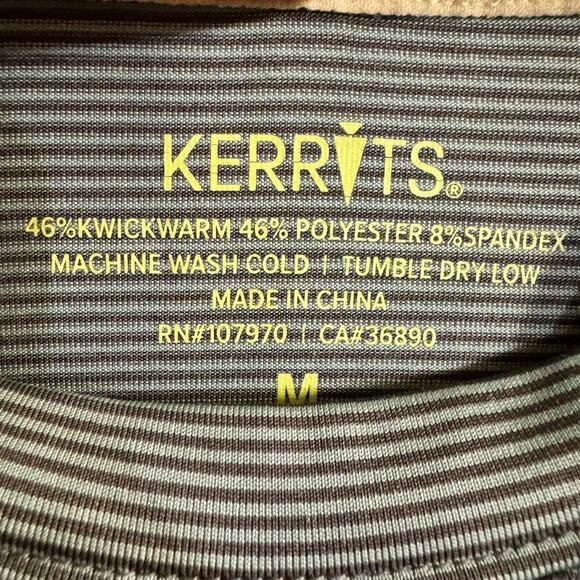 KERRITS®
46%KWICKWARM 46% POLYESTER 8%SPANDEX
MACHINE WASH COLD | TUMBLE DRY LOW
MADE IN CHINA
RN#107970 | CA#36890
M